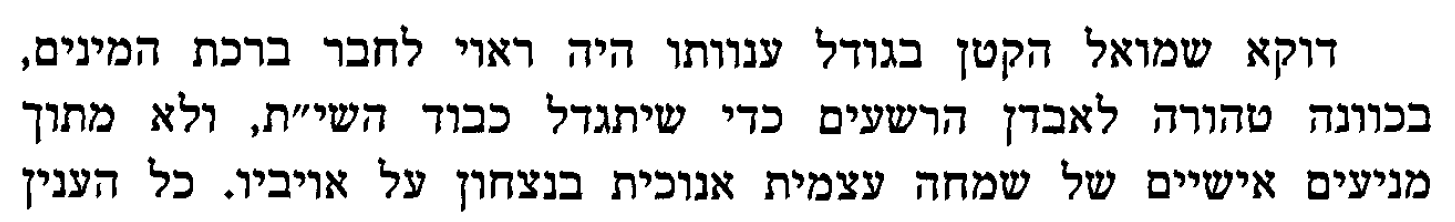 דוקא שמואל הקטן בגודל ענוותו היה ראוי לחבר ברכת המינים,
בכוונה טהורה לאבדן הרשעים כדי שיתגדל כבוד השי״ת, ולא מתוך
מניעים אישיים של שמחה עצמית אנוכית בנצחון על אויביו. כל הענין